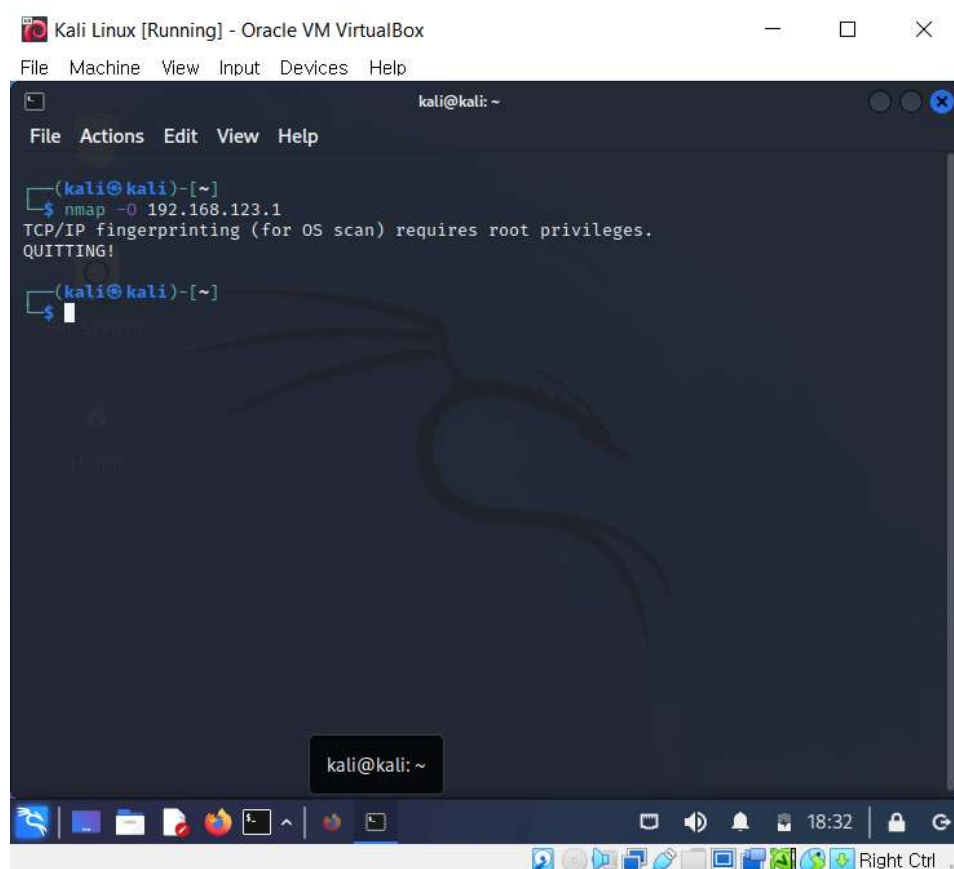 Kali Linux [Running] - Oracle VM VirtualBox
File Machine View Input Devices Help
kali@kali: ~
File Actions Edit View Help
┌──(kali㉿kali)-[~]
└─$ nmap -O 192.168.123.1
TCP/IP fingerprinting (for OS scan) requires root privileges.
QUITTING!
┌──(kali㉿kali)-[~]
└─$
kali@kali: ~
18:32
Right Ctrl